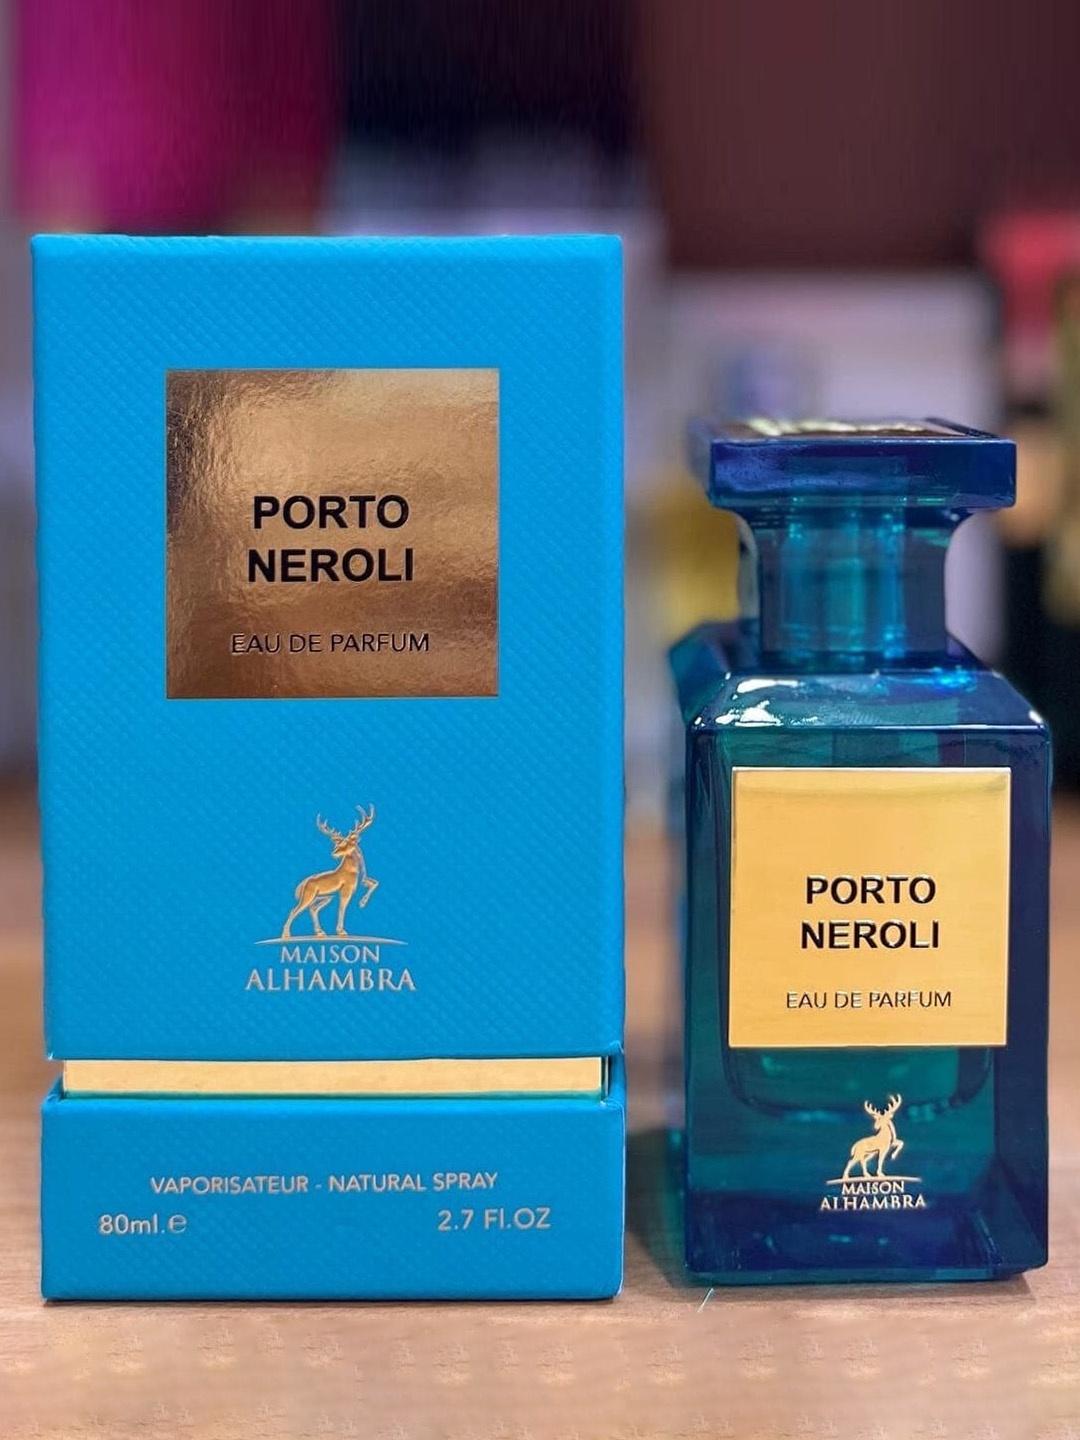 PORTO
NEROLI
EAU DE PARFUM
MAISON
ALHAMBRA
VAPORISATEUR - NATURAL SPRAY
80ml.e 2.7 Fl.OZ
PORTO
NEROLI
EAU DE PARFUM
MAISON
ALHAMBRA